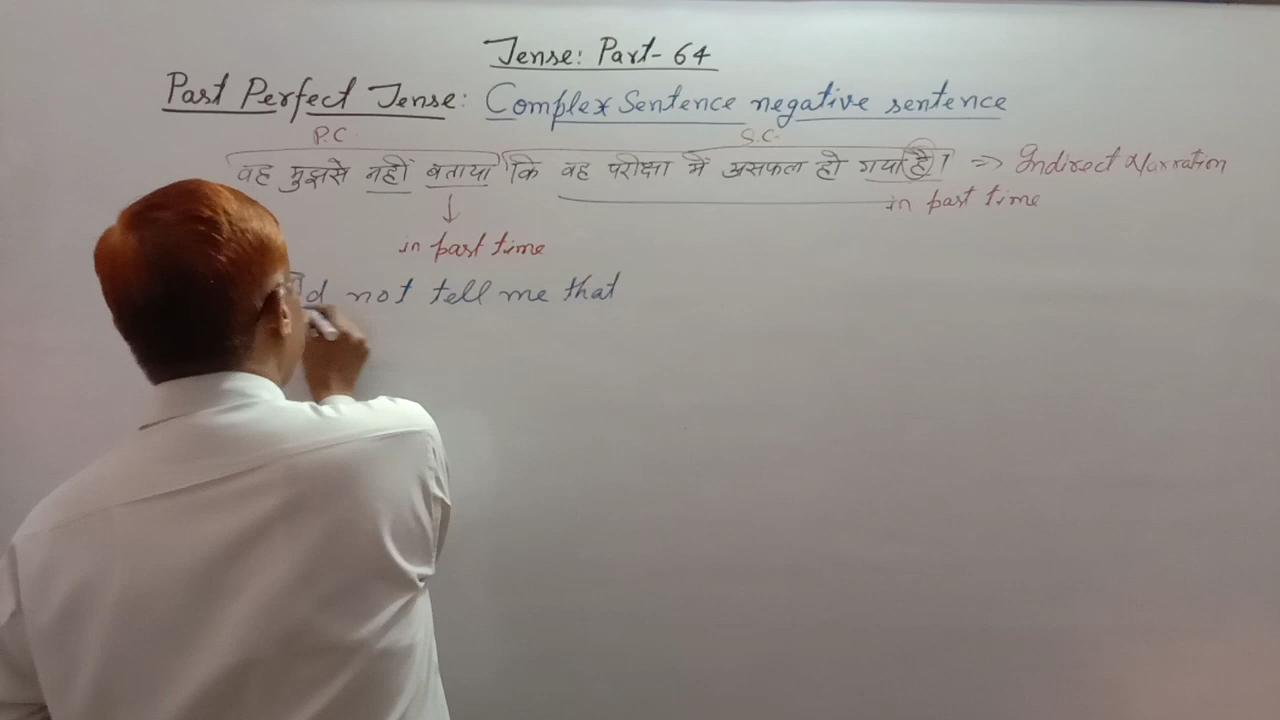 Tense: Part- 64
Past Perfect Tense: Complex Sentence negative sentence
P.C. S.C.
वह मुझसे नहीं बताया कि वह परीक्षा में असफल हो गया है। => Indirect Narration
in past time
in past time
not tell me that